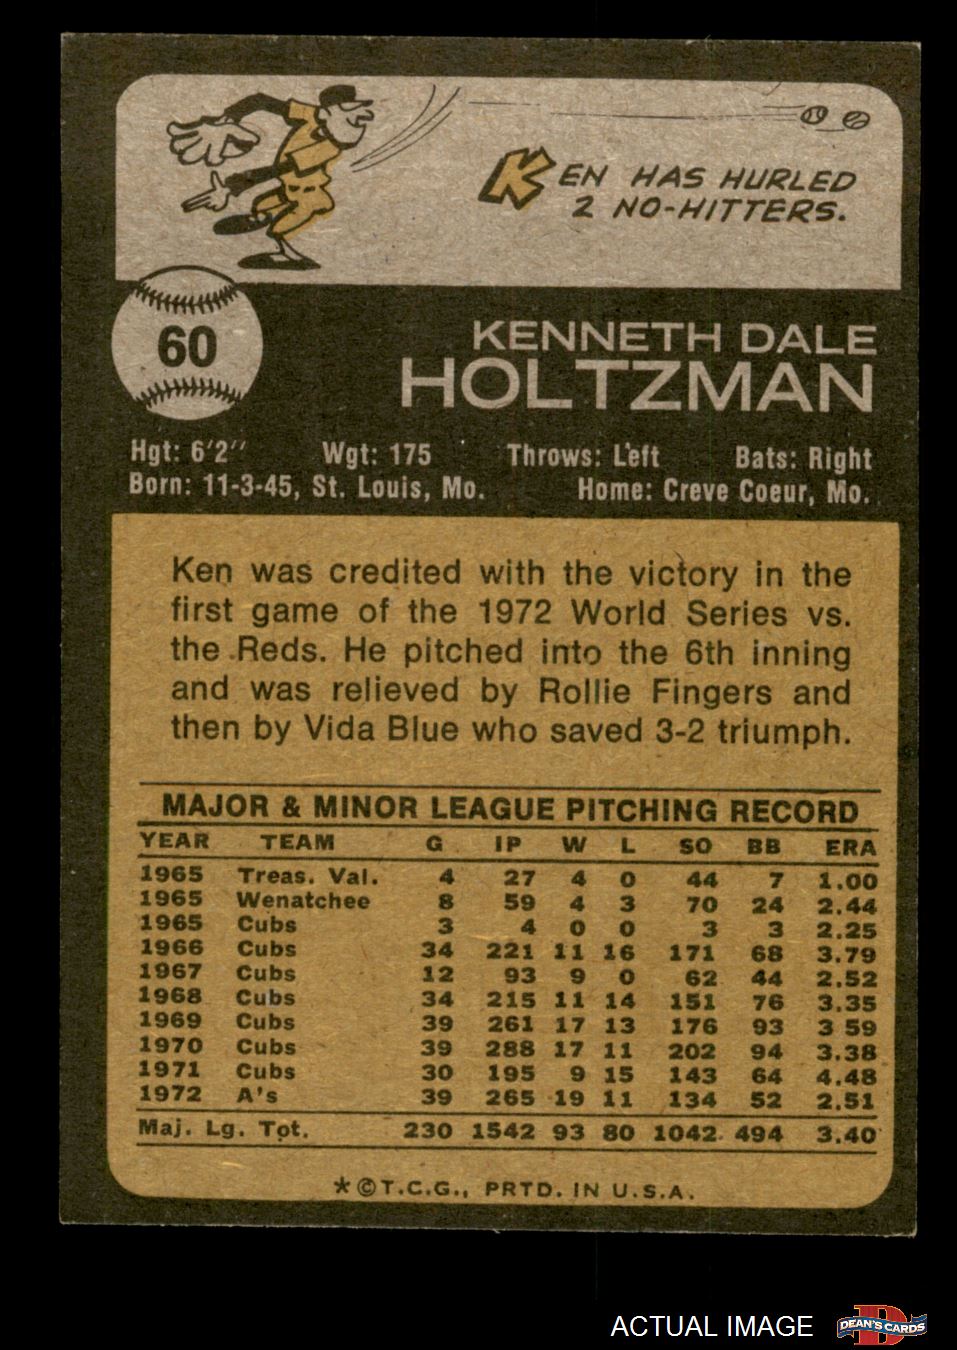 KEN HAS HURLED
2 NO-HITTERS.
60
KENNETH DALE
HOLTZMAN
Hgt: 6'2" Wgt: 175 Throws: Left Bats: Right
Born: 11-3-45, St. Louis, Mo. Home: Creve Coeur, Mo.
Ken was credited with the victory in the
first game of the 1972 World Series vs.
the Reds. He pitched into the 6th inning
and was relieved by Rollie Fingers and
then by Vida Blue who saved 3-2 triumph.
MAJOR & MINOR LEAGUE PITCHING RECORD
YEAR TEAM G IP W L SO BB ERA
1965 Treas. Val. 4 27 4 0 44 7 1.00
1965 Wenatchee 8 59 4 3 70 24 2.44
1965 Cubs 3 4 0 0 3 3 2.25
1966 Cubs 34 221 11 16 171 68 3.79
1967 Cubs 12 93 9 0 62 44 2.52
1968 Cubs 34 215 11 14 151 76 3.35
1969 Cubs 39 261 17 13 176 93 3 59
1970 Cubs 39 288 17 11 202 94 3.38
1971 Cubs 30 195 9 15 143 64 4.48
1972 A's 39 265 19 11 134 52 2.51
Maj. Lg. Tot. 230 1542 93 80 1042 494 3.40
*©T.C.G., PRTD. IN U.S.A.
ACTUAL IMAGE
D
DEAN'S CARDS